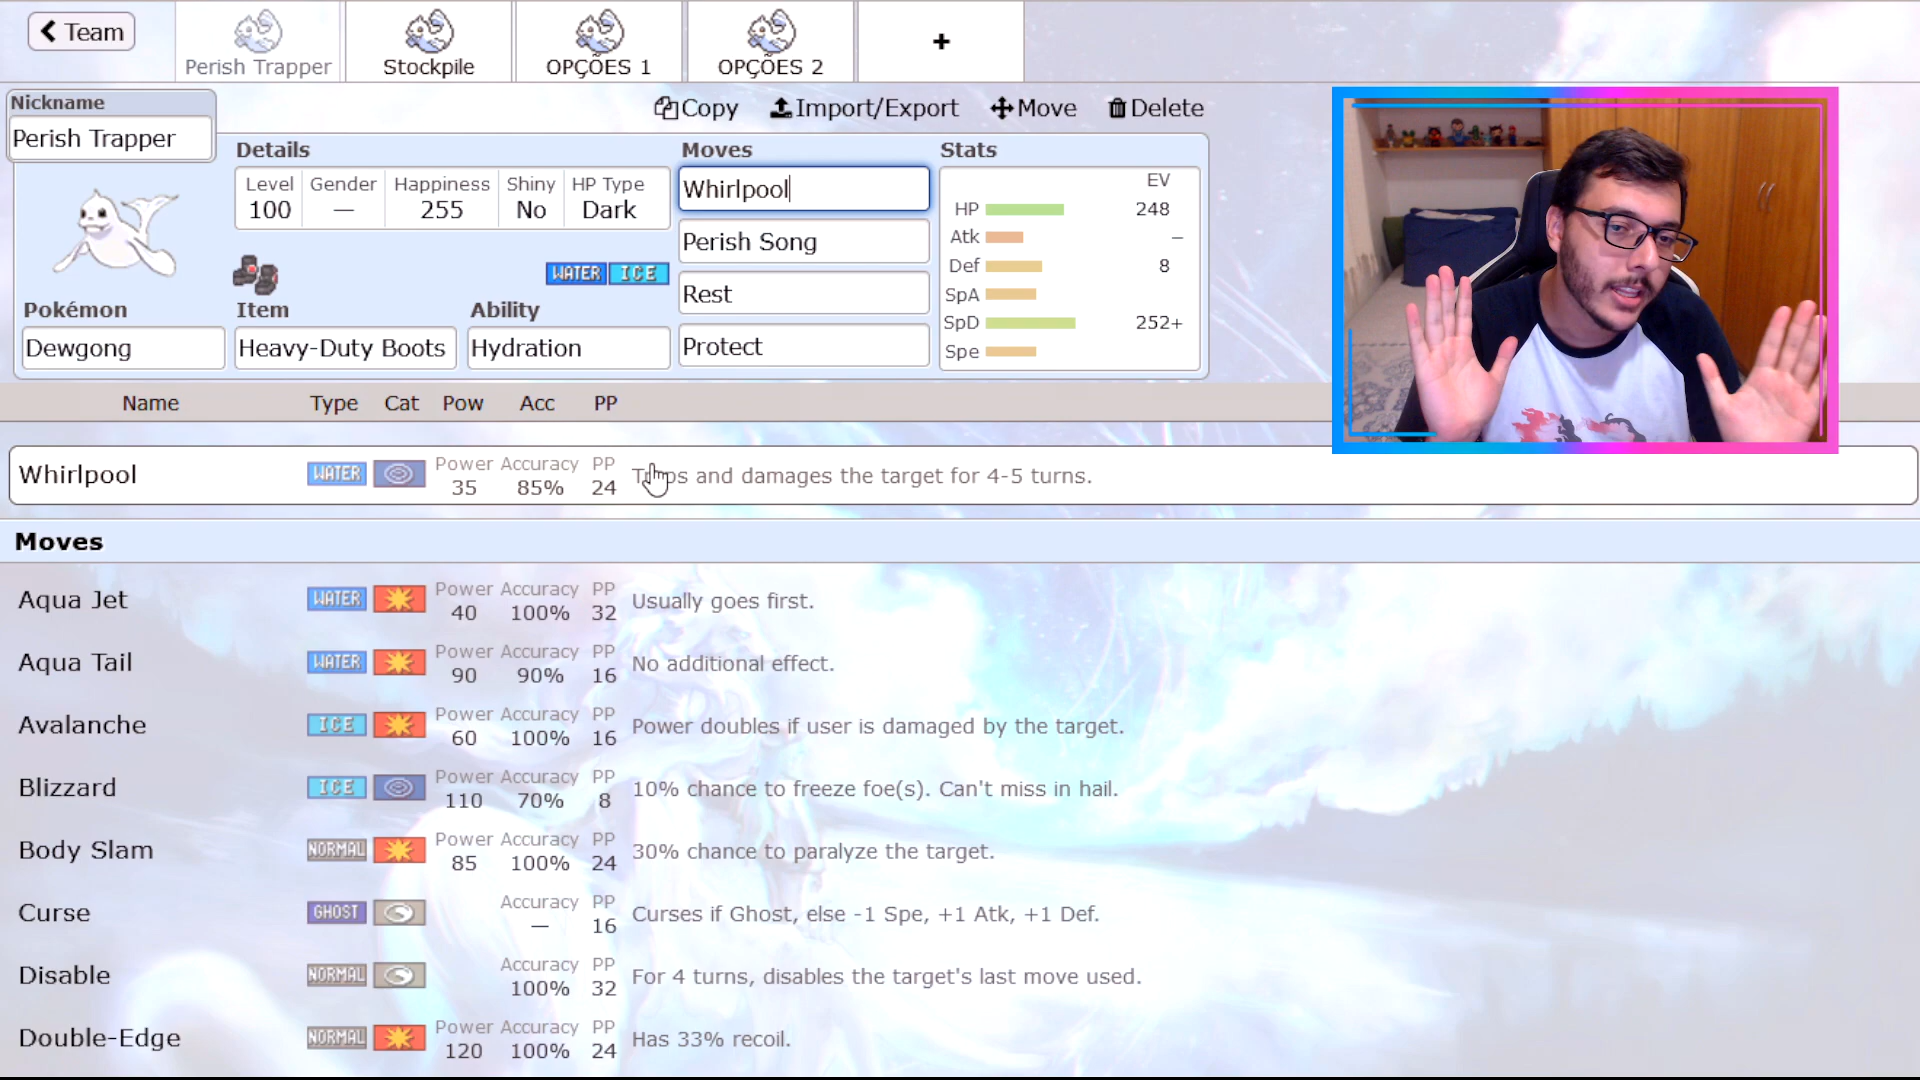 Team
Perish Trapper
Stockpile
OPÇÕES 1
OPÇÕES 2
+
Nickname
Perish Trapper
Copy Import/Export Move Delete
Details
Level Gender Happiness Shiny HP Type
100 — 255 No Dark
WATER ICE
Pokémon Item Ability
Dewgong Heavy-Duty Boots Hydration
Moves
Whirlpool
Perish Song
Rest
Protect
Stats
EV
HP 248
Atk –
Def 8
SpA
SpD 252+
Spe
Name Type Cat Pow Acc PP
Whirlpool WATER Power 35 Accuracy 85% PP 24 and damages the target for 4-5 turns.
Moves
Aqua Jet WATER Power 40 Accuracy 100% PP 32 Usually goes first.
Aqua Tail WATER Power 90 Accuracy 90% PP 16 No additional effect.
Avalanche ICE Power 60 Accuracy 100% PP 16 Power doubles if user is damaged by the target.
Blizzard ICE Power 110 Accuracy 70% PP 8 10% chance to freeze foe(s). Can't miss in hail.
Body Slam NORMAL Power 85 Accuracy 100% PP 24 30% chance to paralyze the target.
Curse GHOST Accuracy — PP 16 Curses if Ghost, else -1 Spe, +1 Atk, +1 Def.
Disable NORMAL Accuracy 100% PP 32 For 4 turns, disables the target's last move used.
Double-Edge NORMAL Power 120 Accuracy 100% PP 24 Has 33% recoil.